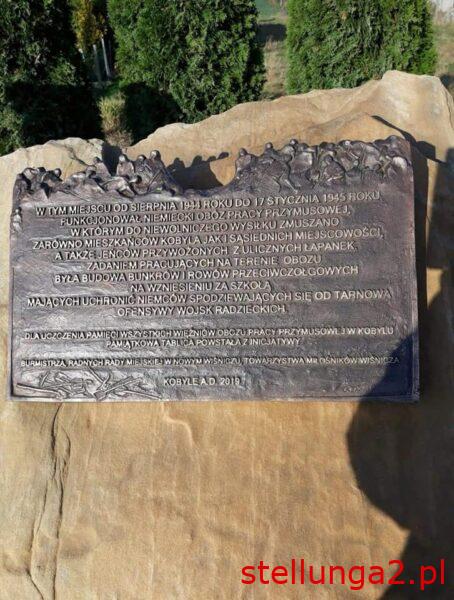 W TYM MIEJSCU OD SIERPNIA 1944 ROKU DO 17 STYCZNIA 1945 ROKU
FUNKCJONOWAŁ NIEMIECKI OBÓZ PRACY PRZYMUSOWEJ,
W KTÓRYM DO NIEWOLNICZEGO WYSIŁKU ZMUSZANO
ZARÓWNO MIESZKAŃCÓW KOBYLA JAK I SĄSIEDNICH MIEJSCOWOŚCI,
A TAKŻE JEŃCÓW PRZYWOŻONYCH Z ULICZNYCH ŁAPANEK.
ZADANIEM PRACUJĄCYCH NA TERENIE OBOZU
BYŁA BUDOWA BUNKRÓW I ROWÓW PRZECIWCZOŁGOWYCH
NA WZNIESIENIU ZA SZKOŁĄ
MAJĄCYCH UCHRONIĆ NIEMCÓW SPODZIEWAJĄCYCH SIĘ OD TARNOWA
OFENSYWY WOJSK RADZIECKICH.
DLA UCZCZENIA PAMIĘCI WSZYSTKICH WIĘŹNIÓW OBOZU PRACY PRZYMUSOWEJ W KOBYLU
PAMIĄTKOWA TABLICA POWSTAŁA Z INICJATYWY
BURMISTRZA, RADNYCH RADY MIEJSKIEJ W NOWYM WIŚNICZU, TOWARZYSTWA MIŁOŚNIKÓW WIŚNICZA
KOBYLE A.D. 2019
stellunga2.pl